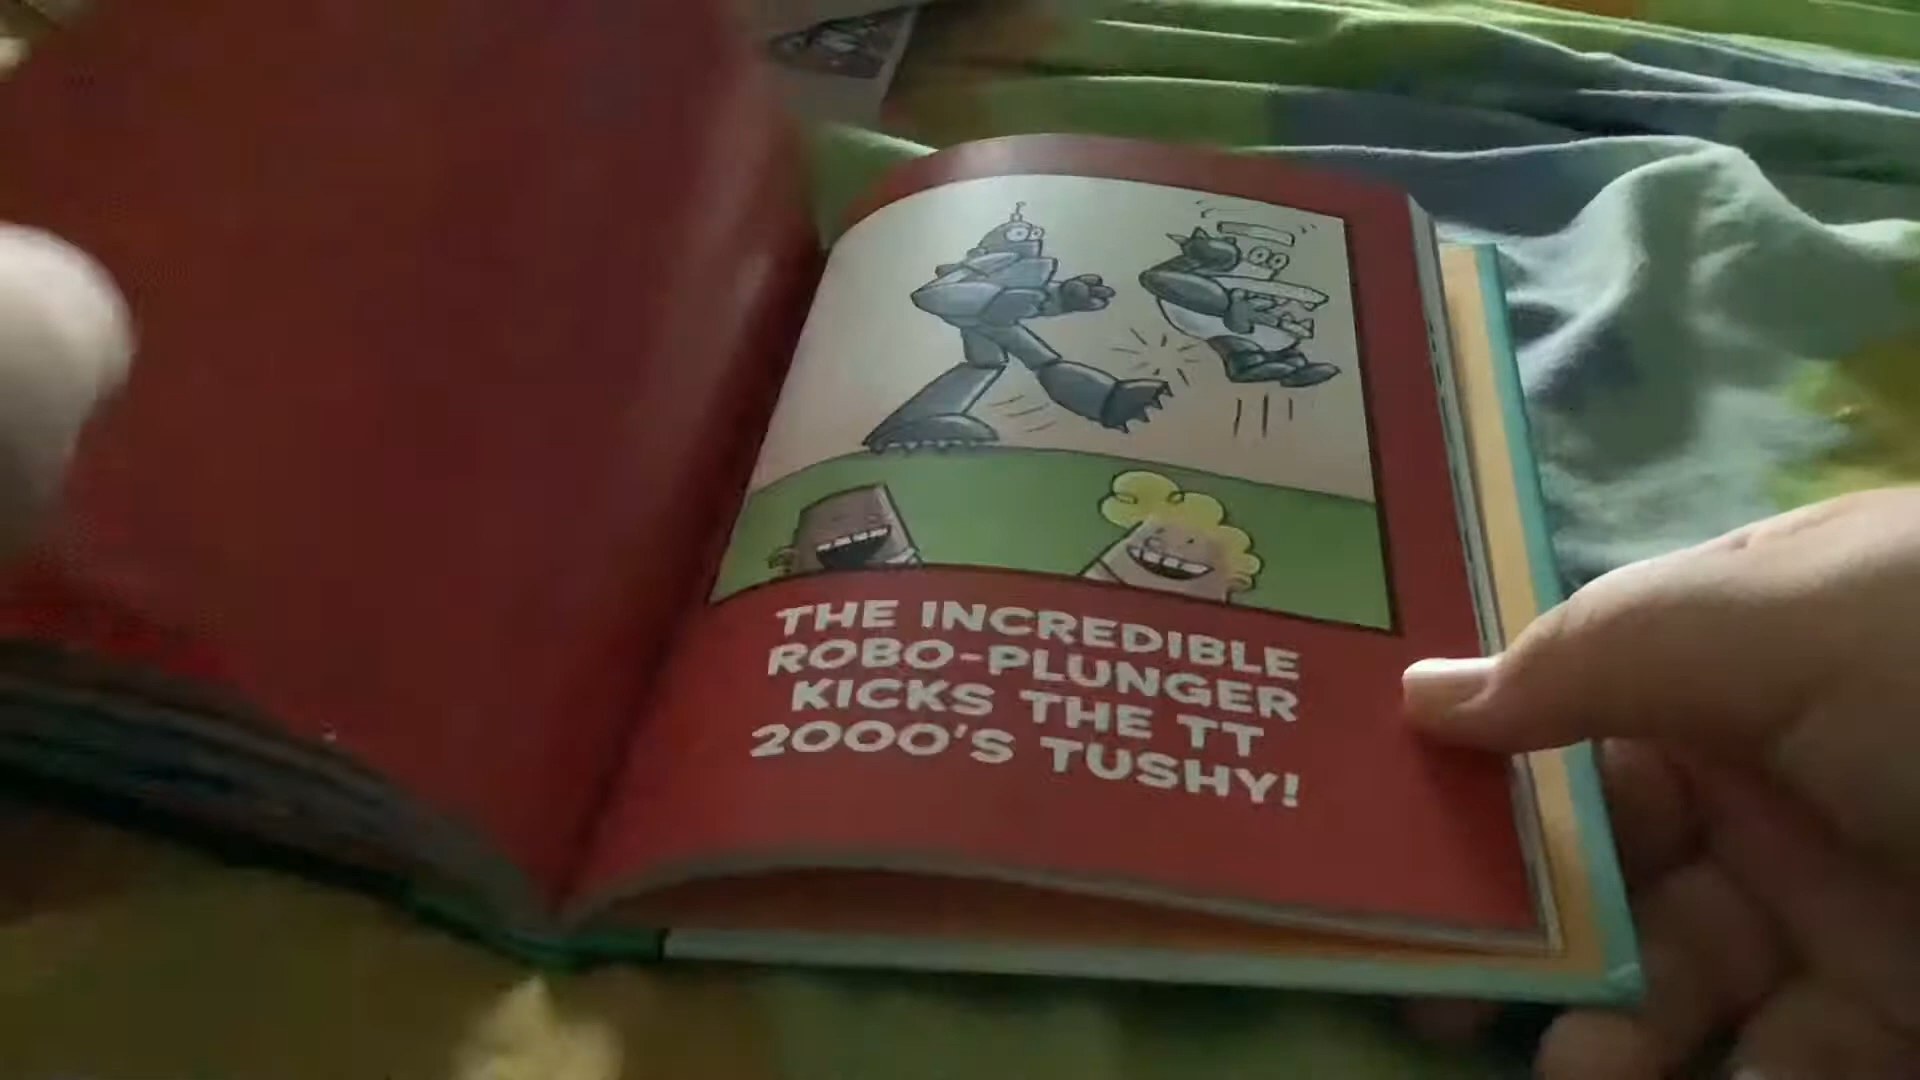 THE INCREDIBLE
ROBO-PLUNGER
KICKS THE TT
2000'S TUSHY!